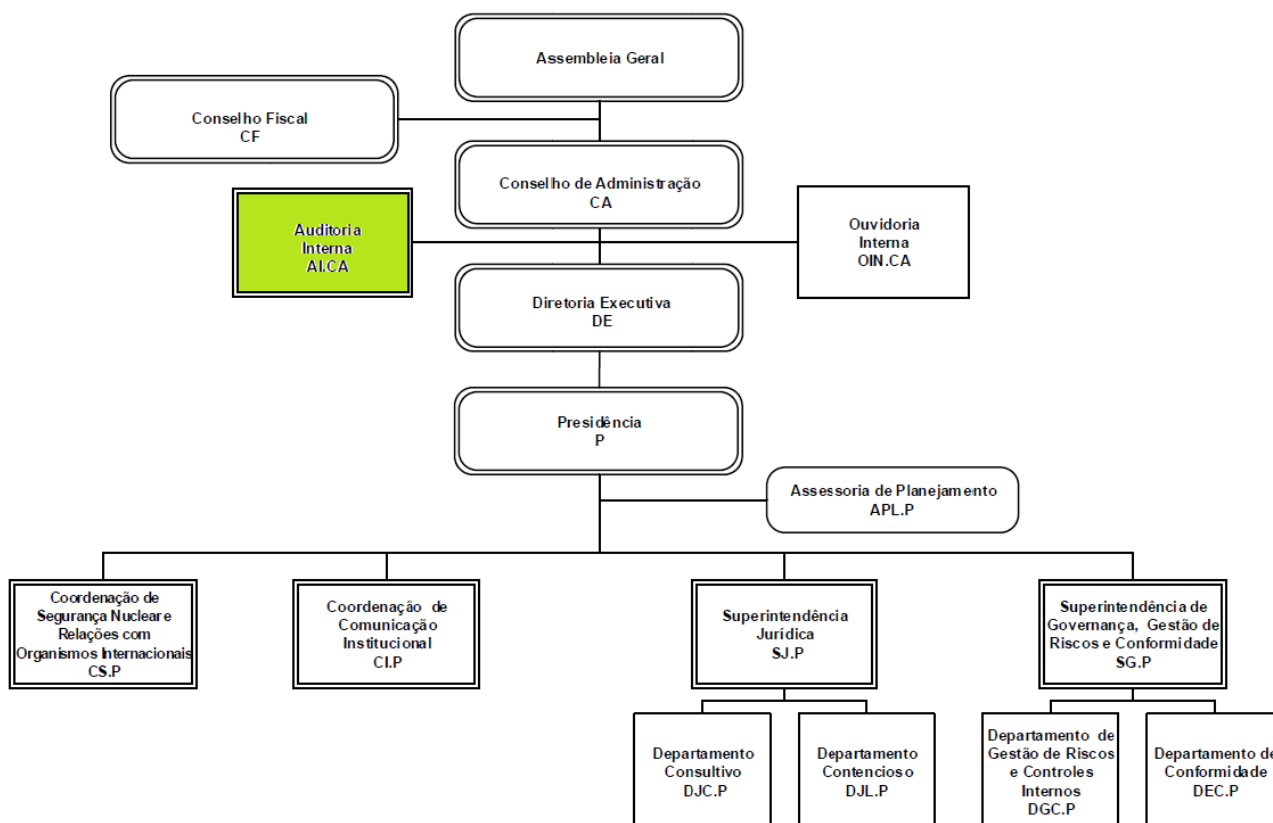 Assembleia Geral
Conselho Fiscal
CF
Conselho de Administração
CA
Auditoria
Interna
AI.CA
Ouvidoria
Interna
OIN.CA
Diretoria Executiva
DE
Presidência
P
Assessoria de Planejamento
APL.P
Coordenação de
Segurança Nuclear e
Relações com
Organismos Internacionais
CS.P
Coordenação de
Comunicação
Institucional
CI.P
Superintendência
Jurídica
SJ.P
Superintendência de
Governança, Gestão de
Riscos e Conformidade
SG.P
Departamento
Consultivo
DJC.P
Departamento
Contencioso
DJL.P
Departamento de
Gestão de Riscos
e Controles
Internos
DGC.P
Departamento de
Conformidade
DEC.P